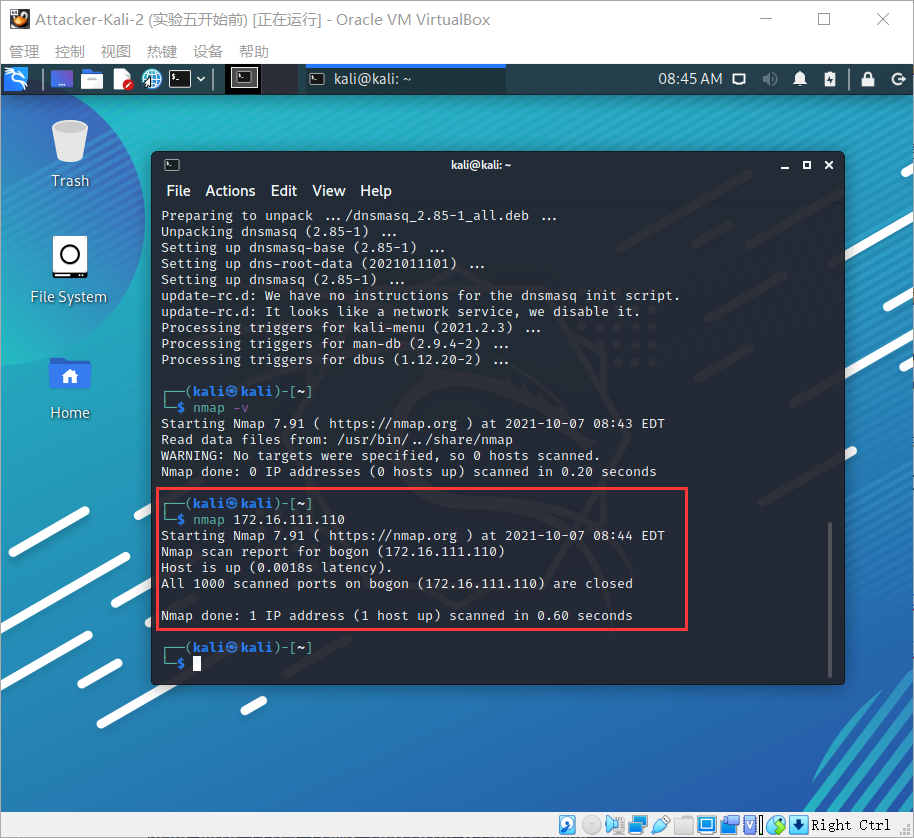 Attacker-Kali-2 (实验五开始前) [正在运行] - Oracle VM VirtualBox
管理 控制 视图 热键 设备 帮助
kali@kali: ~
08:45 AM
Trash
File System
Home
kali@kali: ~
File Actions Edit View Help
Preparing to unpack .../dnsmasq_2.85-1_all.deb ...
Unpacking dnsmasq (2.85-1) ...
Setting up dnsmasq-base (2.85-1) ...
Setting up dns-root-data (2021011101) ...
Setting up dnsmasq (2.85-1) ...
update-rc.d: We have no instructions for the dnsmasq init script.
update-rc.d: It looks like a network service, we disable it.
Processing triggers for kali-menu (2021.2.3) ...
Processing triggers for man-db (2.9.4-2) ...
Processing triggers for dbus (1.12.20-2) ...
┌──(kali㉿kali)-[~]
└─$ nmap -v
Starting Nmap 7.91 ( https://nmap.org ) at 2021-10-07 08:43 EDT
Read data files from: /usr/bin/../share/nmap
WARNING: No targets were specified, so 0 hosts scanned.
Nmap done: 0 IP addresses (0 hosts up) scanned in 0.20 seconds
┌──(kali㉿kali)-[~]
└─$ nmap 172.16.111.110
Starting Nmap 7.91 ( https://nmap.org ) at 2021-10-07 08:44 EDT
Nmap scan report for bogon (172.16.111.110)
Host is up (0.0018s latency).
All 1000 scanned ports on bogon (172.16.111.110) are closed
Nmap done: 1 IP address (1 host up) scanned in 0.60 seconds
┌──(kali㉿kali)-[~]
└─$
Right Ctrl